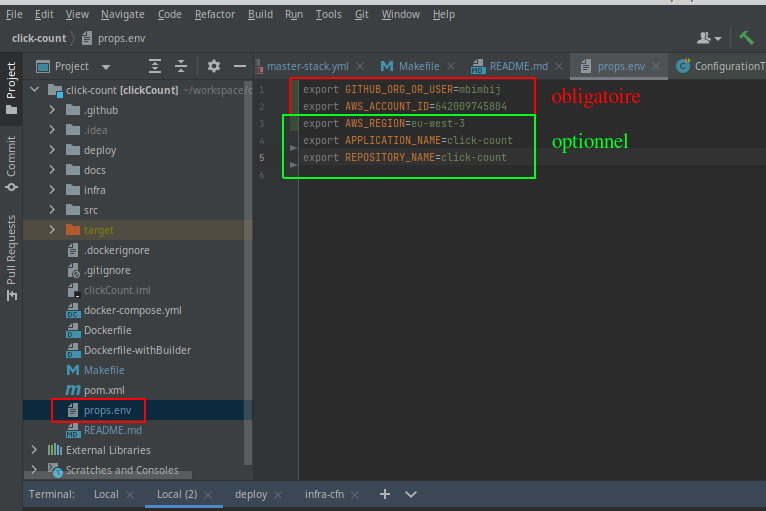 File Edit View Navigate Code Refactor Build Run Tools Git Window Help
click-count props.env
Project
master-stack.yml Makefile README.md props.env ConfigurationT
Project
Commit
Pull Requests
click-count [clickCount] ~/workspace/c
.github
.idea
deploy
docs
infra
src
target
.dockerignore
.gitignore
clickCount.iml
docker-compose.yml
Dockerfile
Dockerfile-withBuilder
Makefile
pom.xml
props.env
README.md
External Libraries
Scratches and Consoles
1 export GITHUB_ORG_OR_USER=mbimbij
2 export AWS_ACCOUNT_ID=642009745804
3 export AWS_REGION=eu-west-3
4 export APPLICATION_NAME=click-count
5 export REPOSITORY_NAME=click-count
6
obligatoire
optionnel
Terminal: Local Local (2) deploy infra-cfn